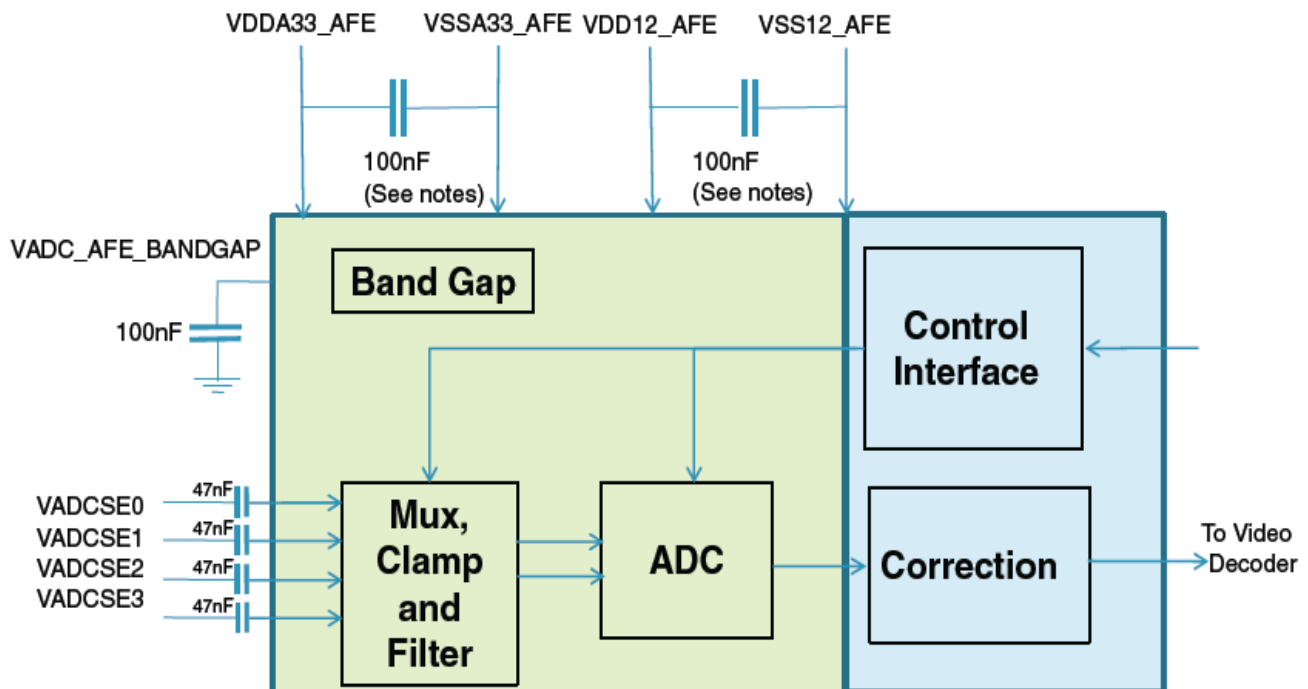 VDDA33_AFE VSSA33_AFE VDD12_AFE VSS12_AFE
100nF
(See notes)
100nF
(See notes)
VADC_AFE_BANDGAP
100nF
Band Gap
Control
Interface
VADCSE0
VADCSE1
VADCSE2
VADCSE3
47nF
47nF
47nF
47nF
Mux,
Clamp
and
Filter
ADC
Correction
To Video
Decoder